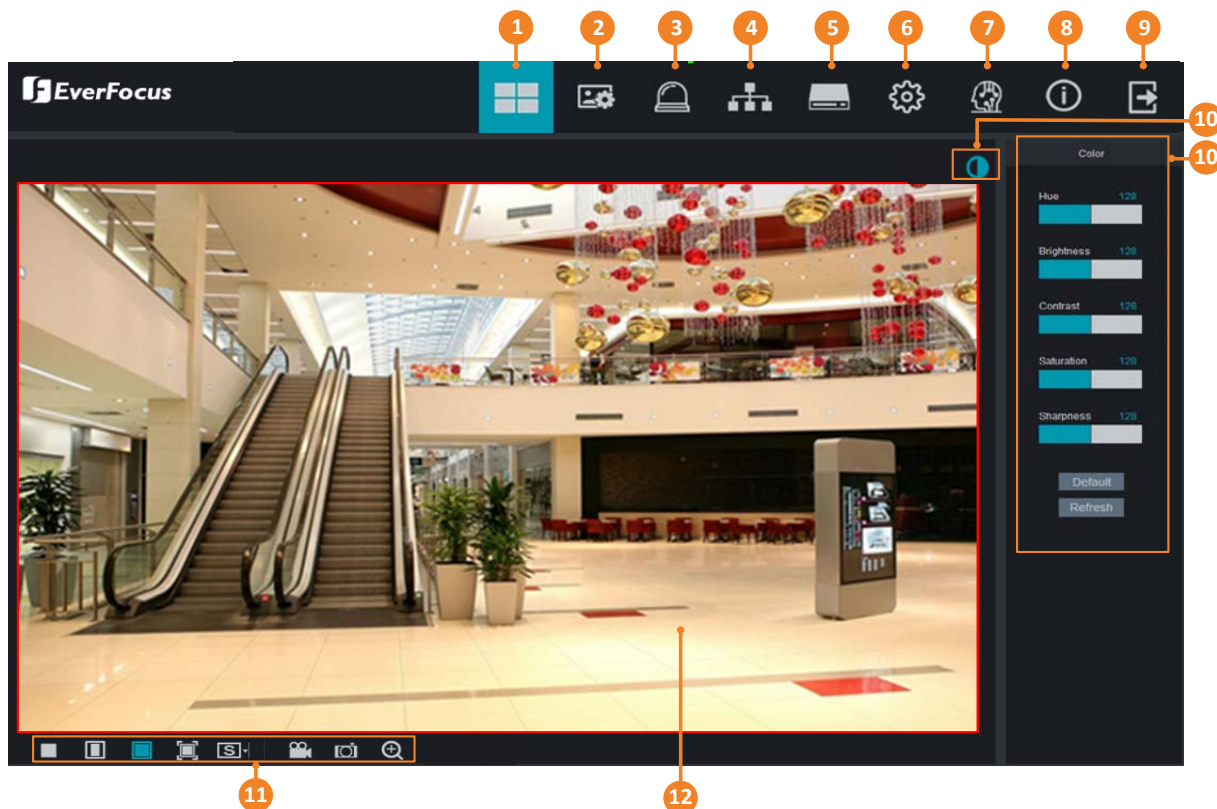 1 2 3 4 5 6 7 8 9
EverFocus
10
Color
10
Hue 128
Brightness 128
Contrast 128
Saturation 128
Sharpness 128
Default
Refresh
S
11
12